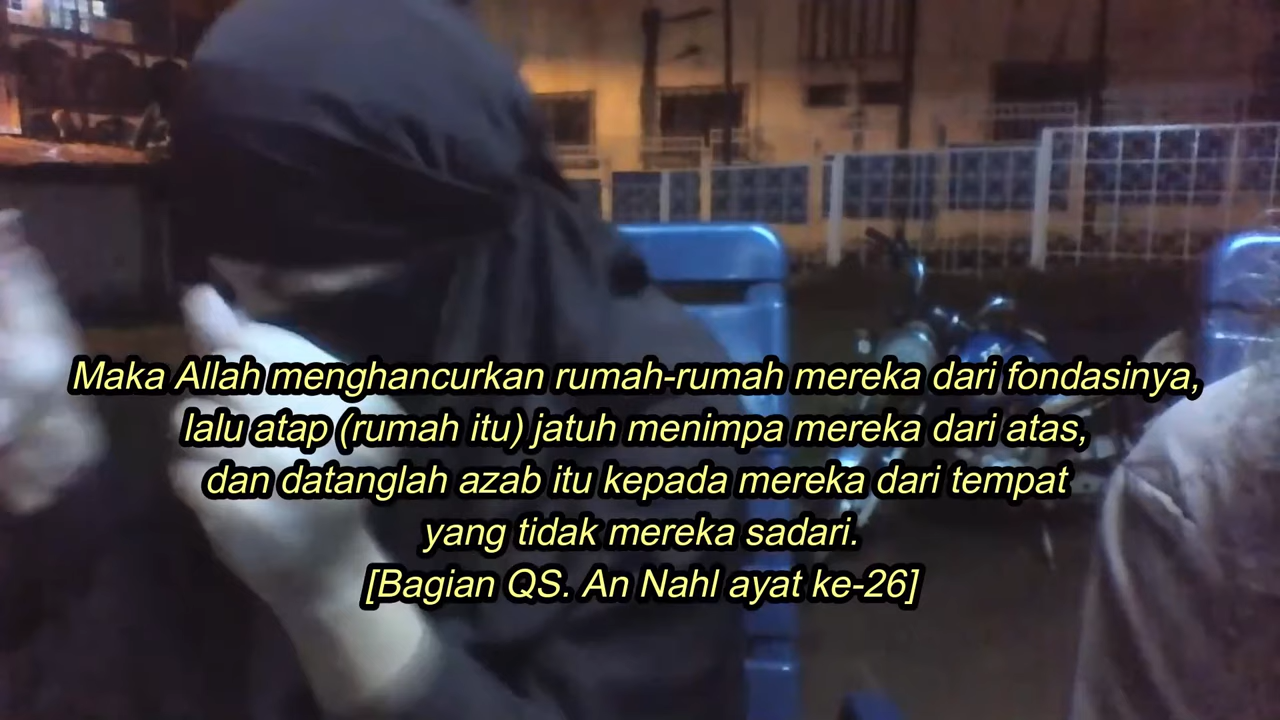 Maka Allah menghancurkan rumah-rumah mereka dari fondasinya,
lalu atap (rumah itu) jatuh menimpa mereka dari atas,
dan datanglah azab itu kepada mereka dari tempat
yang tidak mereka sadari.
[Bagian QS. An Nahl ayat ke-26]